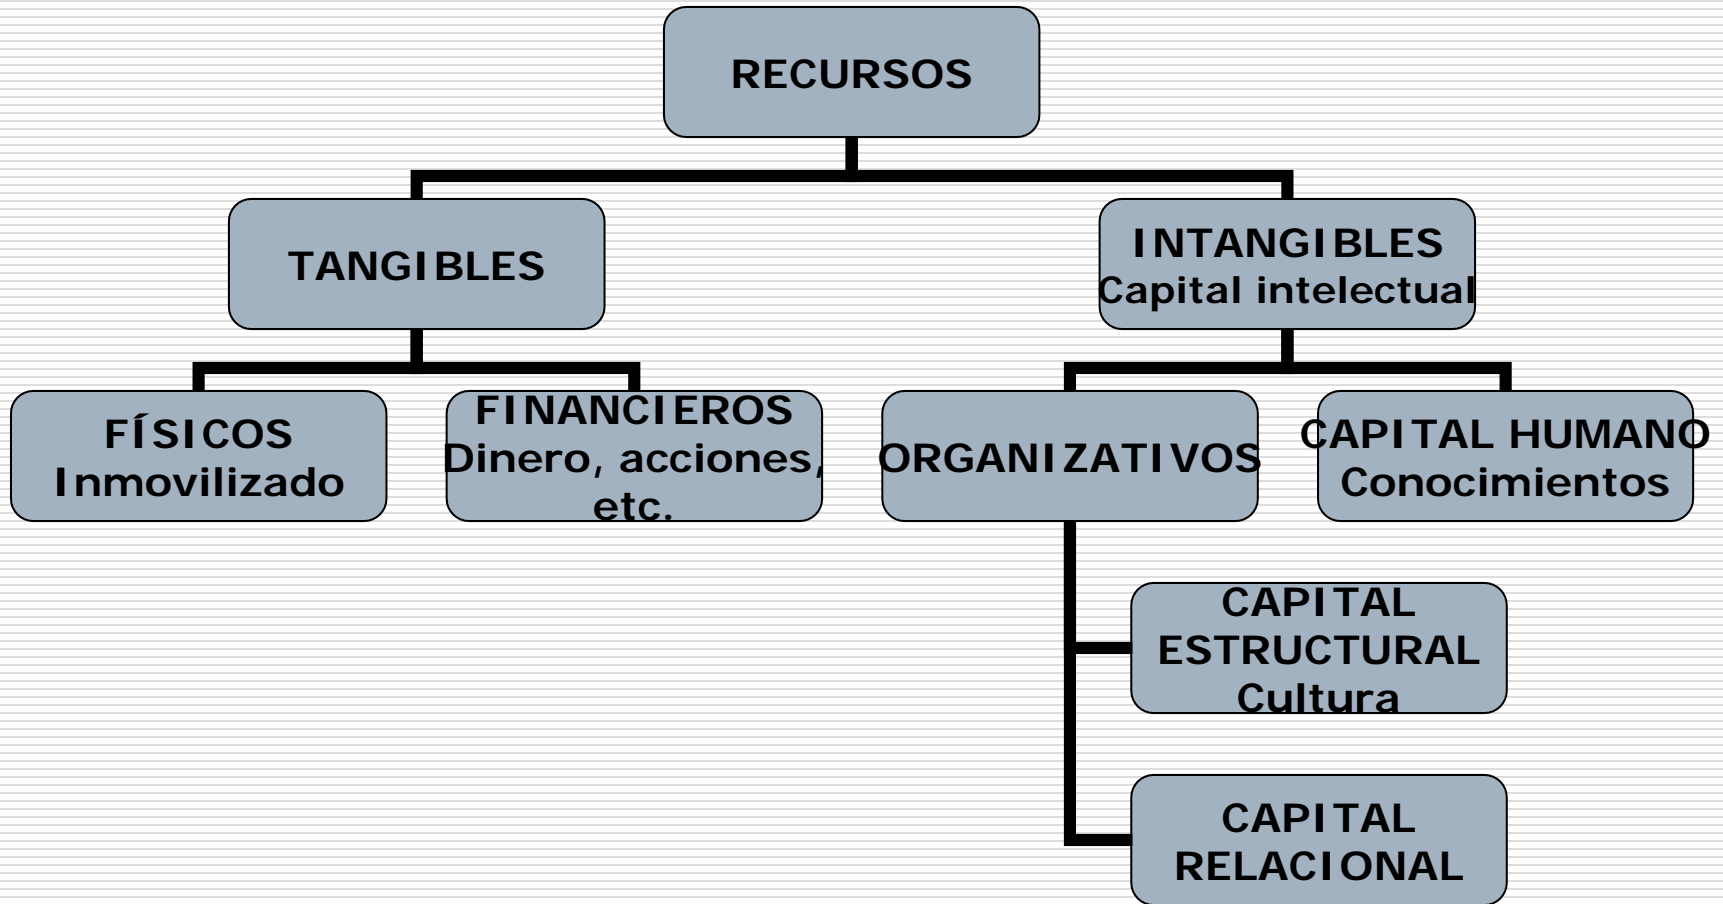 RECURSOS
TANGIBLES
INTANGIBLES
Capital intelectual
FÍSICOS
Inmovilizado
FINANCIEROS
Dinero, acciones,
etc.
ORGANIZATIVOS
CAPITAL HUMANO
Conocimientos
CAPITAL
ESTRUCTURAL
Cultura
CAPITAL
RELACIONAL